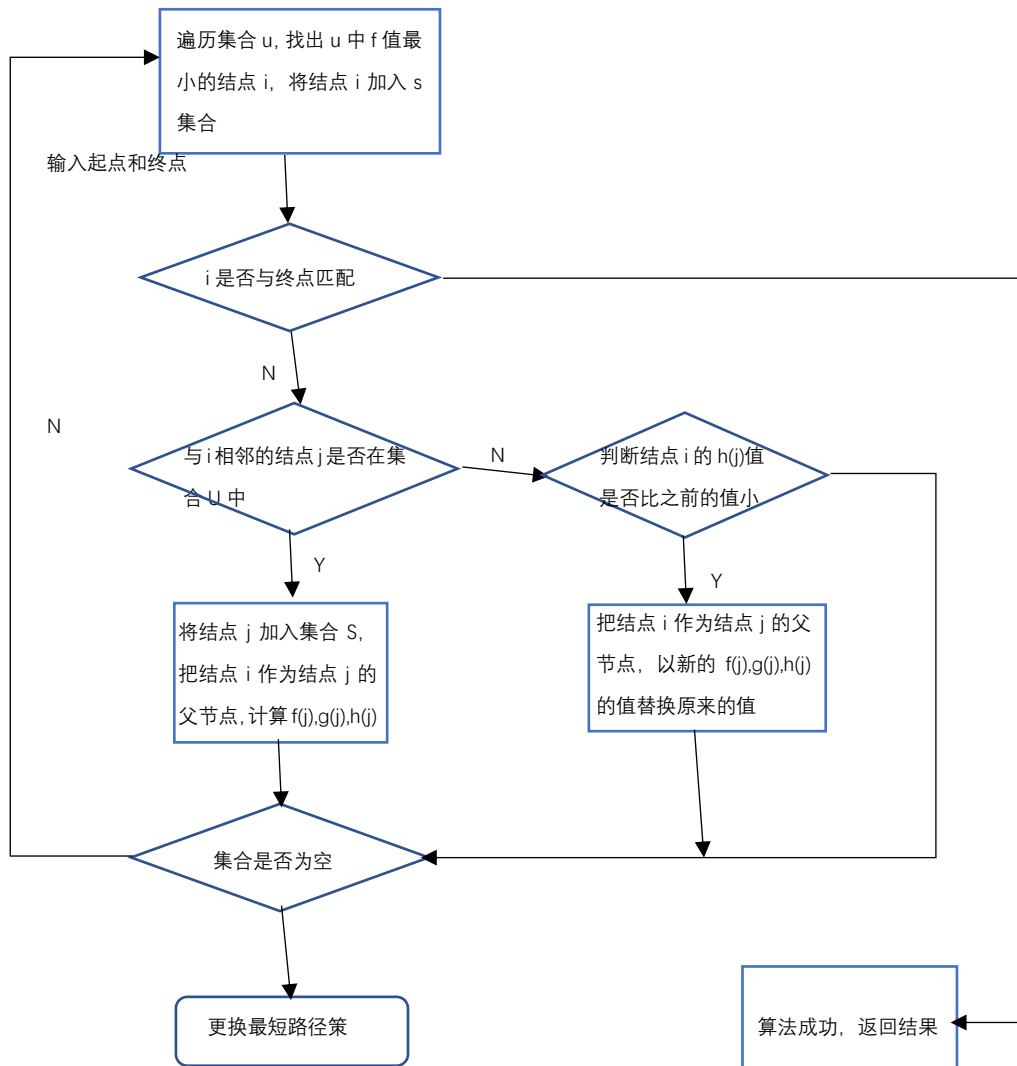 遍历集合 u, 找出 u 中 f 值最
小的结点 i，将结点 i 加入 s
集合
输入起点和终点
i 是否与终点匹配
N
N
与 i 相邻的结点 j 是否在集
合 U 中
N
判断结点 i 的 h(j)值
是否比之前的值小
Y
Y
将结点 j 加入集合 S,
把结点 i 作为结点 j 的
父节点, 计算 f(j),g(j),h(j)
把结点 i 作为结点 j 的父
节点，以新的 f(j),g(j),h(j)
的值替换原来的值
集合是否为空
更换最短路径策
算法成功，返回结果